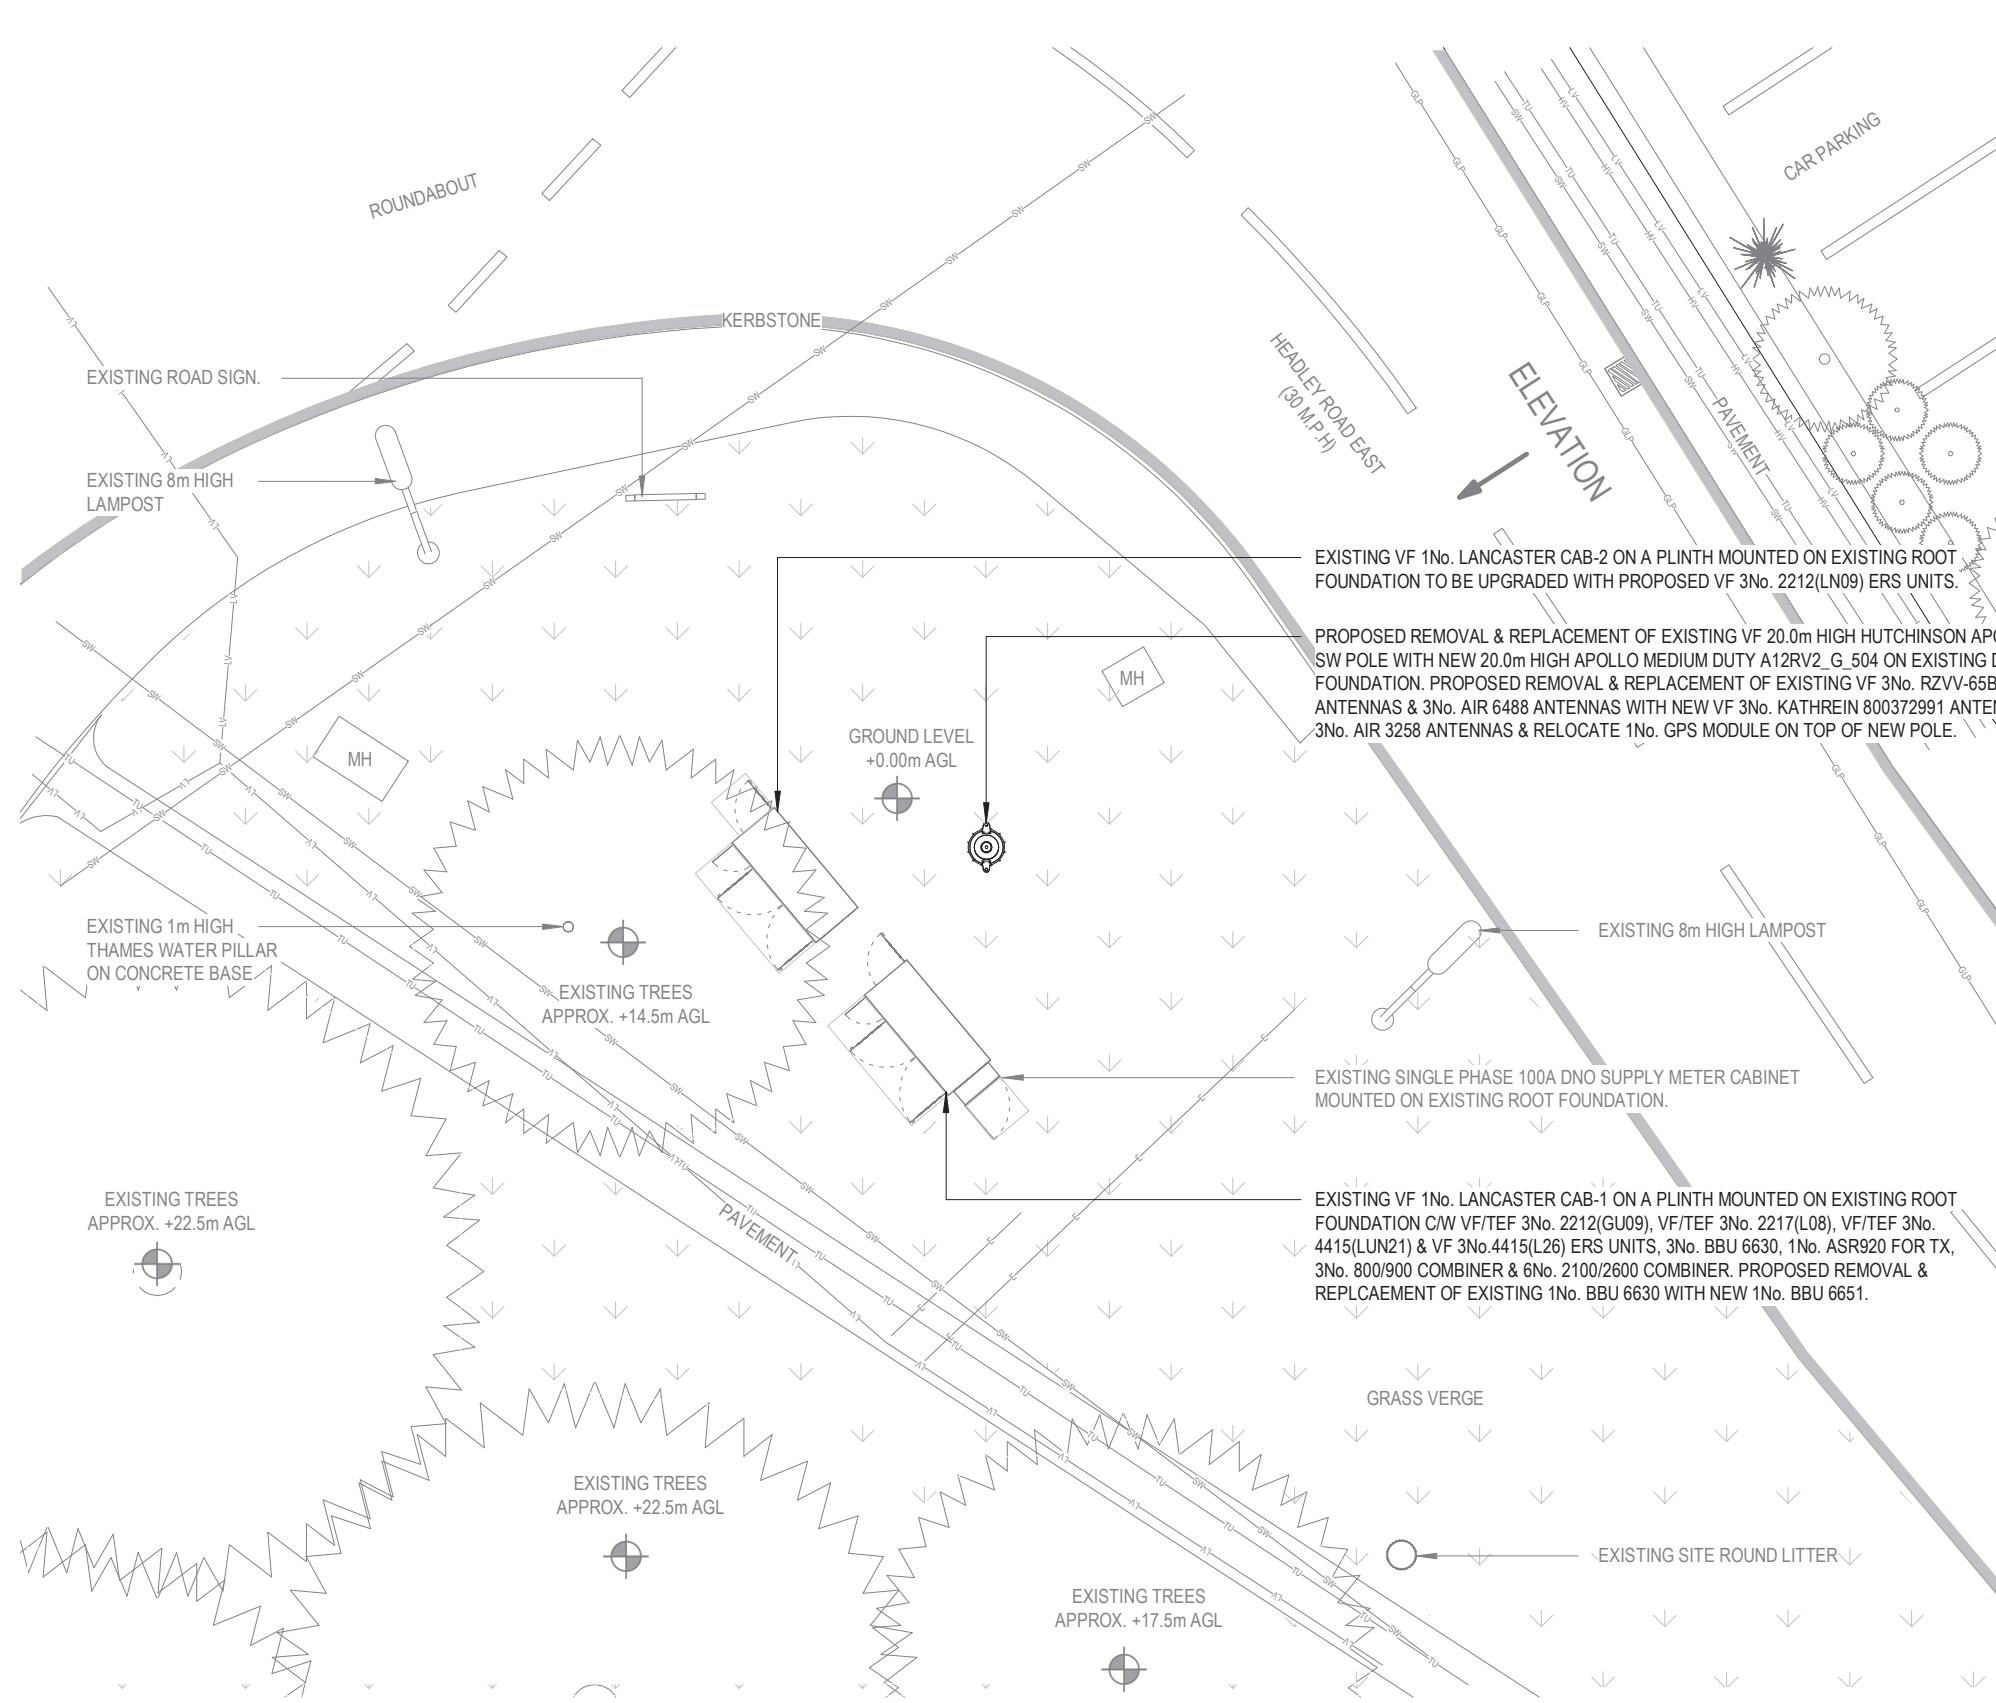 ROUNDABOUT
CAR PARKING
KERBSTONE
EXISTING ROAD SIGN.
HEADLEY ROAD EAST
(30 M.P.H)
ELEVATION
PAVEMENT
EXISTING 8m HIGH
LAMPOST
EXISTING VF 1No. LANCASTER CAB-2 ON A PLINTH MOUNTED ON EXISTING ROOT
FOUNDATION TO BE UPGRADED WITH PROPOSED VF 3No. 2212(LN09) ERS UNITS.
PROPOSED REMOVAL & REPLACEMENT OF EXISTING VF 20.0m HIGH HUTCHINSON
SW POLE WITH NEW 20.0m HIGH APOLLO MEDIUM DUTY A12RV2_G_504 ON EXISTING
FOUNDATION. PROPOSED REMOVAL & REPLACEMENT OF EXISTING VF 3No. RZVV-65B
ANTENNAS & 3No. AIR 6488 ANTENNAS WITH NEW VF 3No. KATHREIN 800372991
3No. AIR 3258 ANTENNAS & RELOCATE 1No. GPS MODULE ON TOP OF NEW POLE.
MH
MH
GROUND LEVEL
+0.00m AGL
EXISTING 1m HIGH
THAMES WATER PILLAR
ON CONCRETE BASE
EXISTING 8m HIGH LAMPOST
EXISTING TREES
APPROX. +14.5m AGL
EXISTING SINGLE PHASE 100A DNO SUPPLY METER CABINET
MOUNTED ON EXISTING ROOT FOUNDATION.
EXISTING TREES
APPROX. +22.5m AGL
PAVEMENT
EXISTING VF 1No. LANCASTER CAB-1 ON A PLINTH MOUNTED ON EXISTING ROOT
FOUNDATION C/W VF/TEF 3No. 2212(GU09), VF/TEF 3No. 2217(L08), VF/TEF 3No.
4415(LUN21) & VF 3No.4415(L26) ERS UNITS, 3No. BBU 6630, 1No. ASR920 FOR TX,
3No. 800/900 COMBINER & 6No. 2100/2600 COMBINER. PROPOSED REMOVAL &
REPLCAEMENT OF EXISTING 1No. BBU 6630 WITH NEW 1No. BBU 6651.
GRASS VERGE
EXISTING TREES
APPROX. +22.5m AGL
EXISTING SITE ROUND LITTER
EXISTING TREES
APPROX. +17.5m AGL